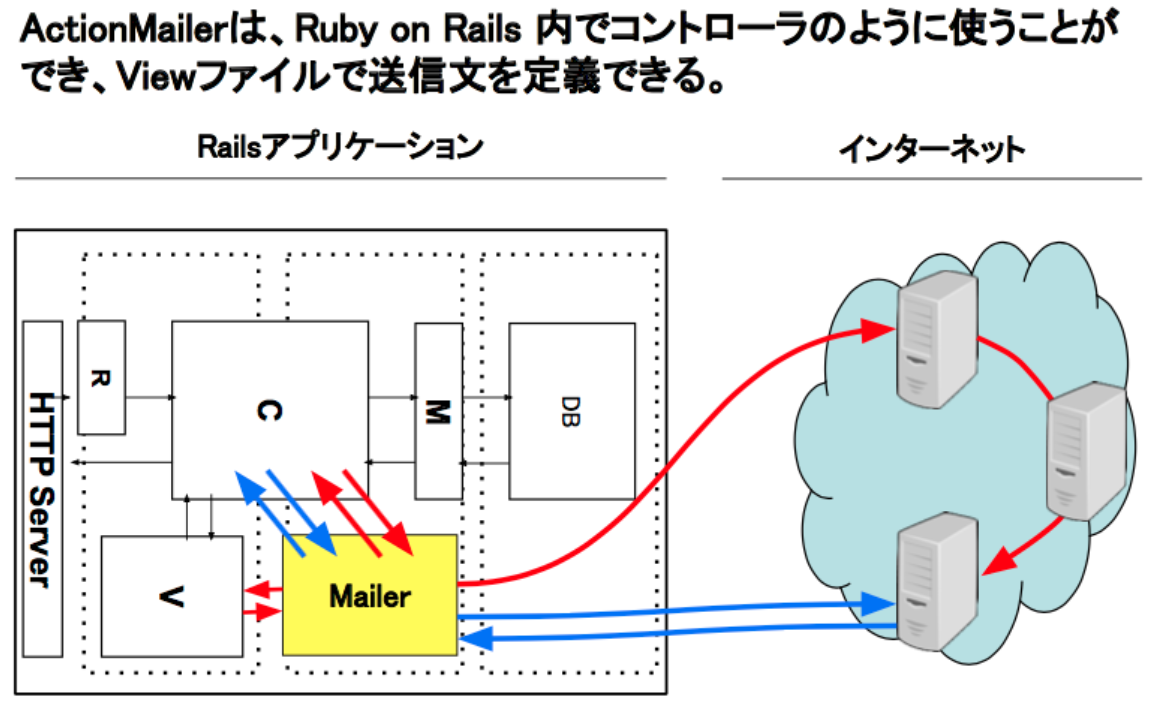 ActionMailerは、Ruby on Rails 内でコントローラのように使うことが
でき、Viewファイルで送信文を定義できる。
Railsアプリケーション
インターネット
HTTP Server
R
C
M
DB
V
Mailer